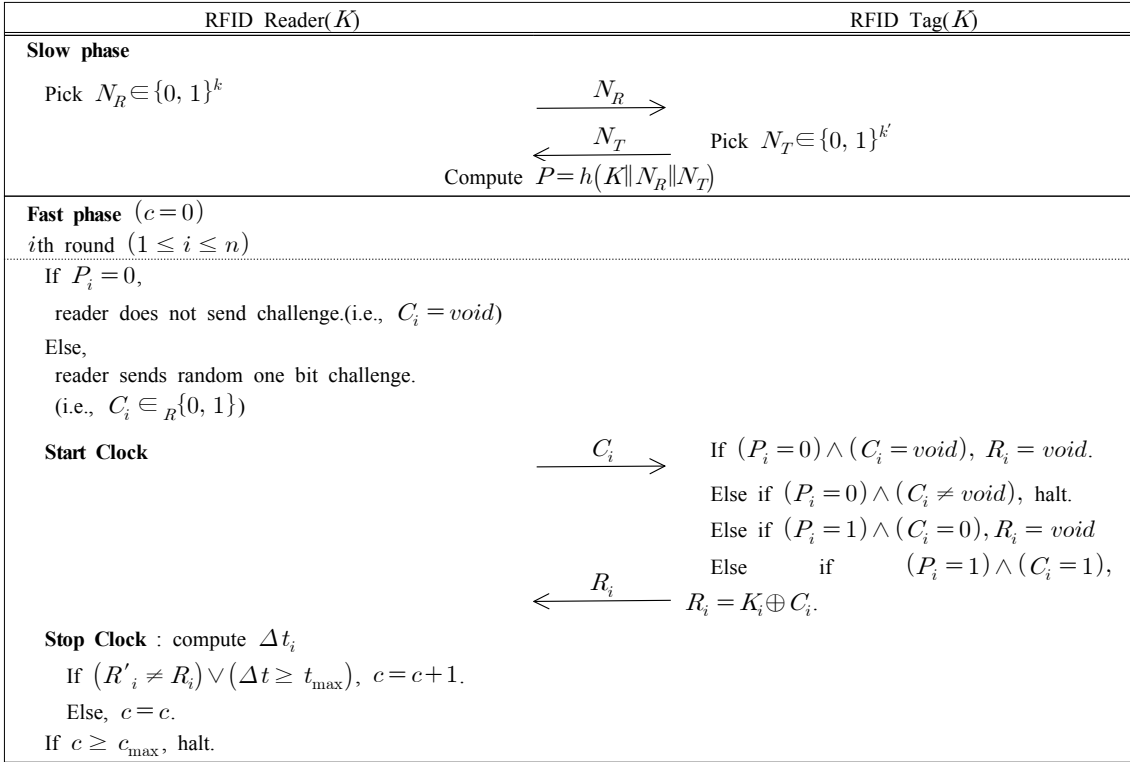 RFID Reader(K) RFID Tag(K)
Slow phase
Pick N_R∈{0, 1}^k
N_R
N_T Pick N_T∈{0, 1}^k′
Compute P=h(K∥N_R∥N_T)
Fast phase (c=0)
ith round (1 ≤ i ≤ n)
If P_i=0,
reader does not send challenge.(i.e., C_i=void)
Else,
reader sends random one bit challenge.
(i.e., C_i∈_R{0, 1})
Start Clock C_i If (P_i=0)∧(C_i=void), R_i=void.
Else if (P_i=0)∧(C_i≠void), halt.
Else if (P_i=1)∧(C_i=0), R_i=void
Else if (P_i=1)∧(C_i=1),
R_i R_i=K_i⊕C_i.
Stop Clock : compute Δt_i
If (R′_i≠R_i)∨(Δt≥ t_max), c=c+1.
Else, c=c.
If c≥ c_max, halt.